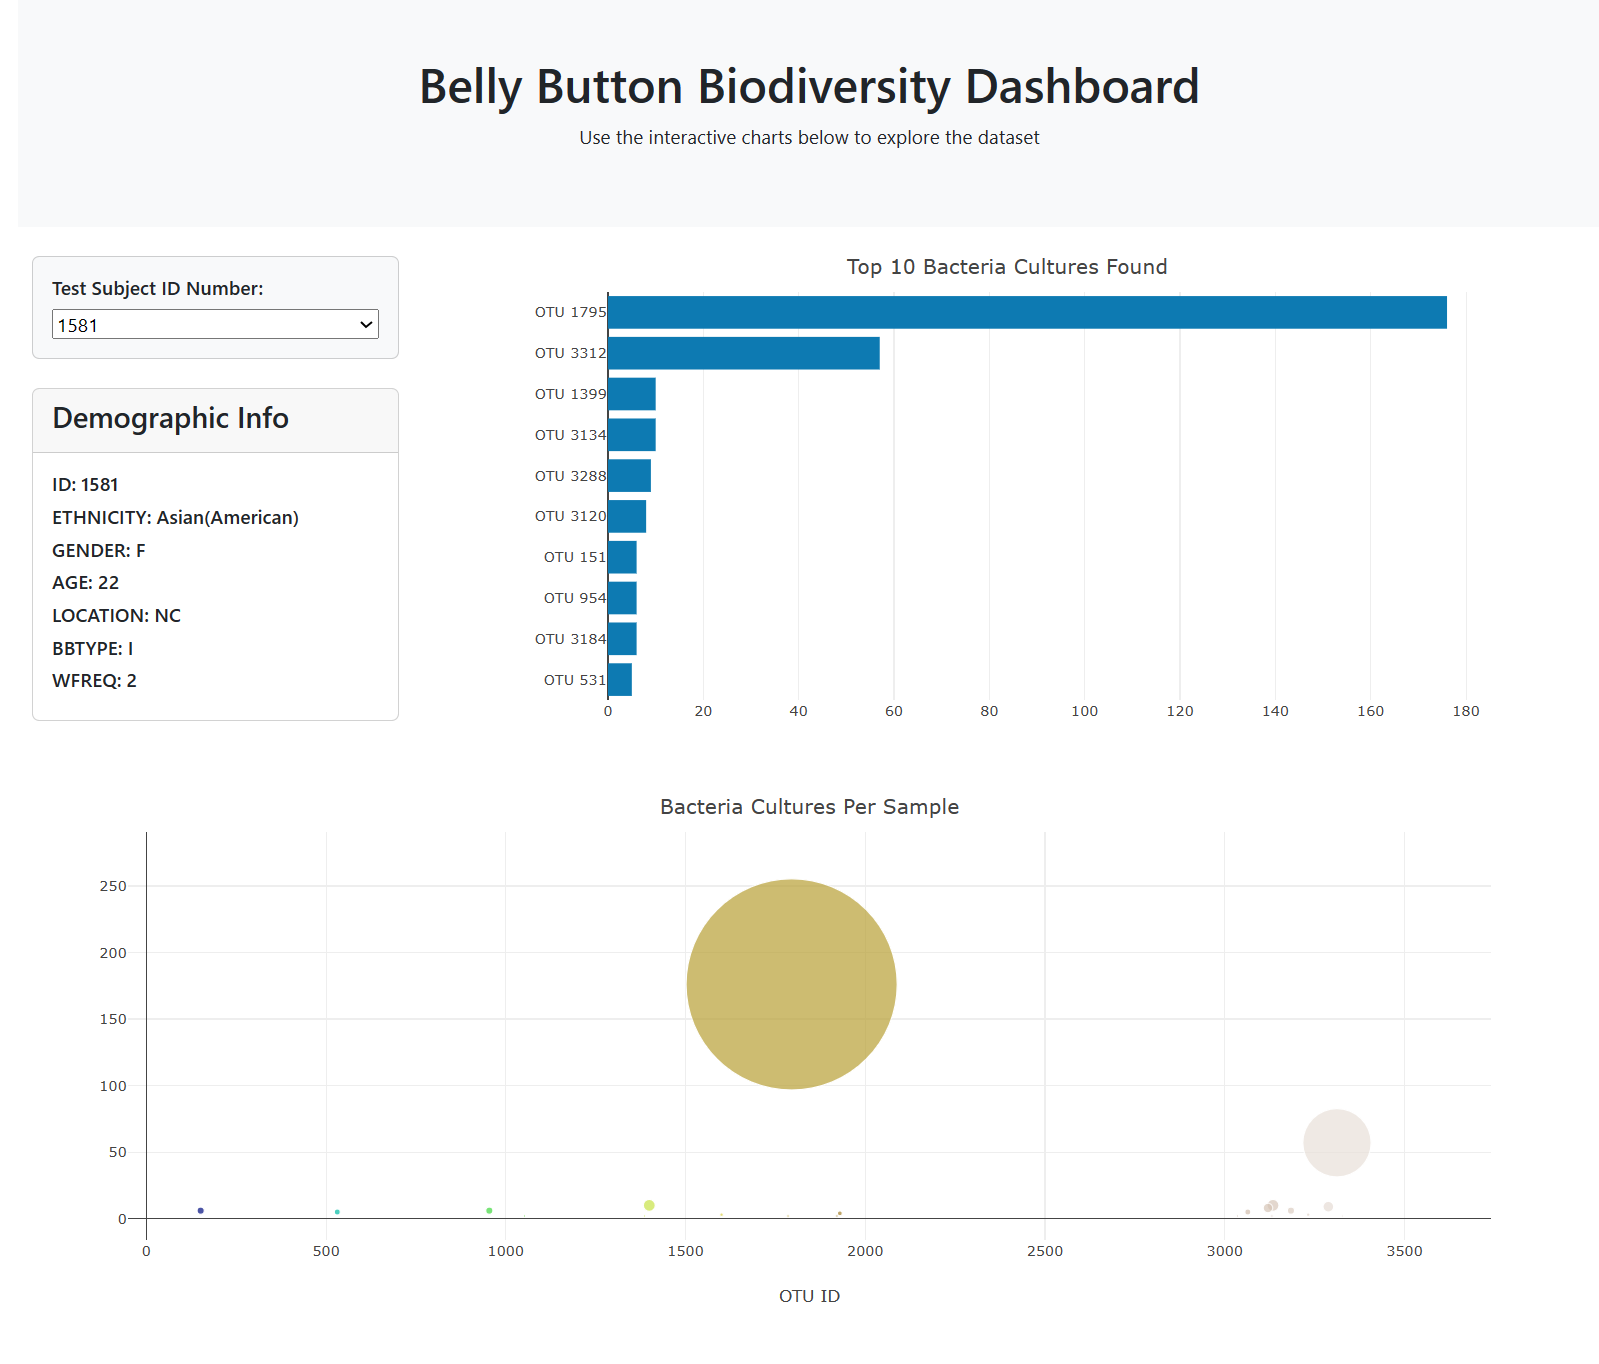 Belly Button Biodiversity Dashboard
Use the interactive charts below to explore the dataset
Test Subject ID Number:
1581
Demographic Info
ID: 1581
ETHNICITY: Asian(American)
GENDER: F
AGE: 22
LOCATION: NC
BBTYPE: I
WFREQ: 2
Top 10 Bacteria Cultures Found
OTU 1795
OTU 3312
OTU 1399
OTU 3134
OTU 3288
OTU 3120
OTU 151
OTU 954
OTU 3184
OTU 531
0 20 40 60 80 100 120 140 160 180
Bacteria Cultures Per Sample
250
200
150
100
50
0
0 500 1000 1500 2000 2500 3000 3500
OTU ID